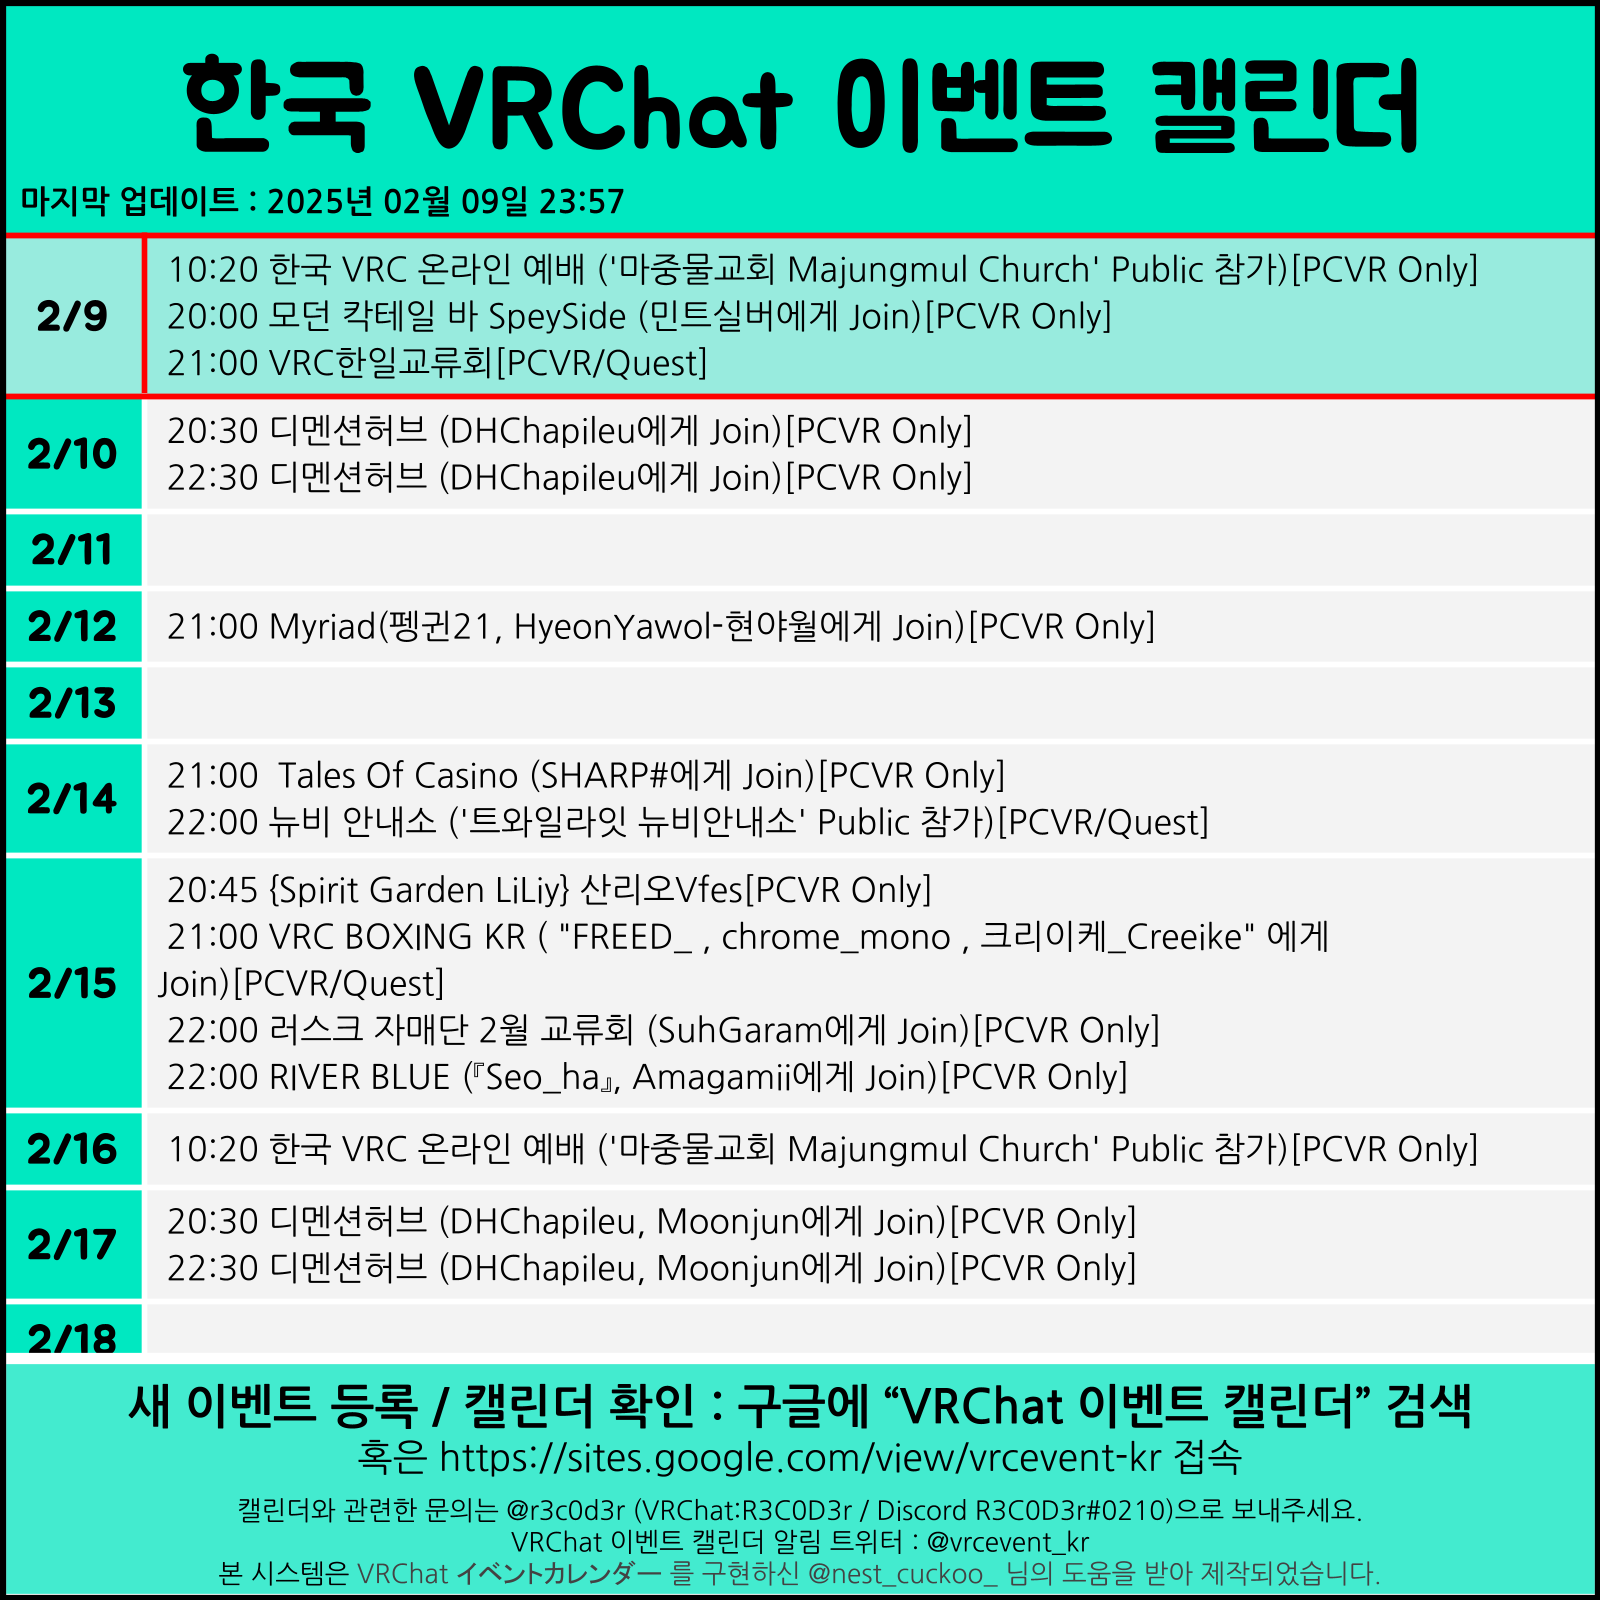 한국 VRChat 이벤트 캘린더
마지막 업데이트 : 2025년 02월 09일 23:57
2/9
10:20 한국 VRC 온라인 예배 ('마중물교회 Majungmul Church' Public 참가)[PCVR Only]
20:00 모던 칵테일 바 SpeySide (민트실버에게 Join)[PCVR Only]
21:00 VRC한일교류회[PCVR/Quest]
2/10
20:30 디멘션허브 (DHChapileu에게 Join)[PCVR Only]
22:30 디멘션허브 (DHChapileu에게 Join)[PCVR Only]
2/11
2/12
21:00 Myriad(펭귄21, HyeonYawol-현야월에게 Join)[PCVR Only]
2/13
2/14
21:00  Tales Of Casino (SHARP#에게 Join)[PCVR Only]
22:00 뉴비 안내소 ('트와일라잇 뉴비안내소' Public 참가)[PCVR/Quest]
2/15
20:45 {Spirit Garden LiLiy} 산리오Vfes[PCVR Only]
21:00 VRC BOXING KR ( "FREED_ , chrome_mono , 크리이케_Creeike" 에게
Join)[PCVR/Quest]
22:00 러스크 자매단 2월 교류회 (SuhGaram에게 Join)[PCVR Only]
22:00 RIVER BLUE (『Seo_ha』, Amagamii에게 Join)[PCVR Only]
2/16
10:20 한국 VRC 온라인 예배 ('마중물교회 Majungmul Church' Public 참가)[PCVR Only]
2/17
20:30 디멘션허브 (DHChapileu, Moonjun에게 Join)[PCVR Only]
22:30 디멘션허브 (DHChapileu, Moonjun에게 Join)[PCVR Only]
2/18
새 이벤트 등록 / 캘린더 확인 : 구글에 “VRChat 이벤트 캘린더” 검색
혹은 https://sites.google.com/view/vrcevent-kr 접속
캘린더와 관련한 문의는 @r3c0d3r (VRChat:R3C0D3r / Discord R3C0D3r#0210)으로 보내주세요.
VRChat 이벤트 캘린더 알림 트위터 : @vrcevent_kr
본 시스템은 VRChat イベントカレンダー 를 구현하신 @nest_cuckoo_ 님의 도움을 받아 제작되었습니다.